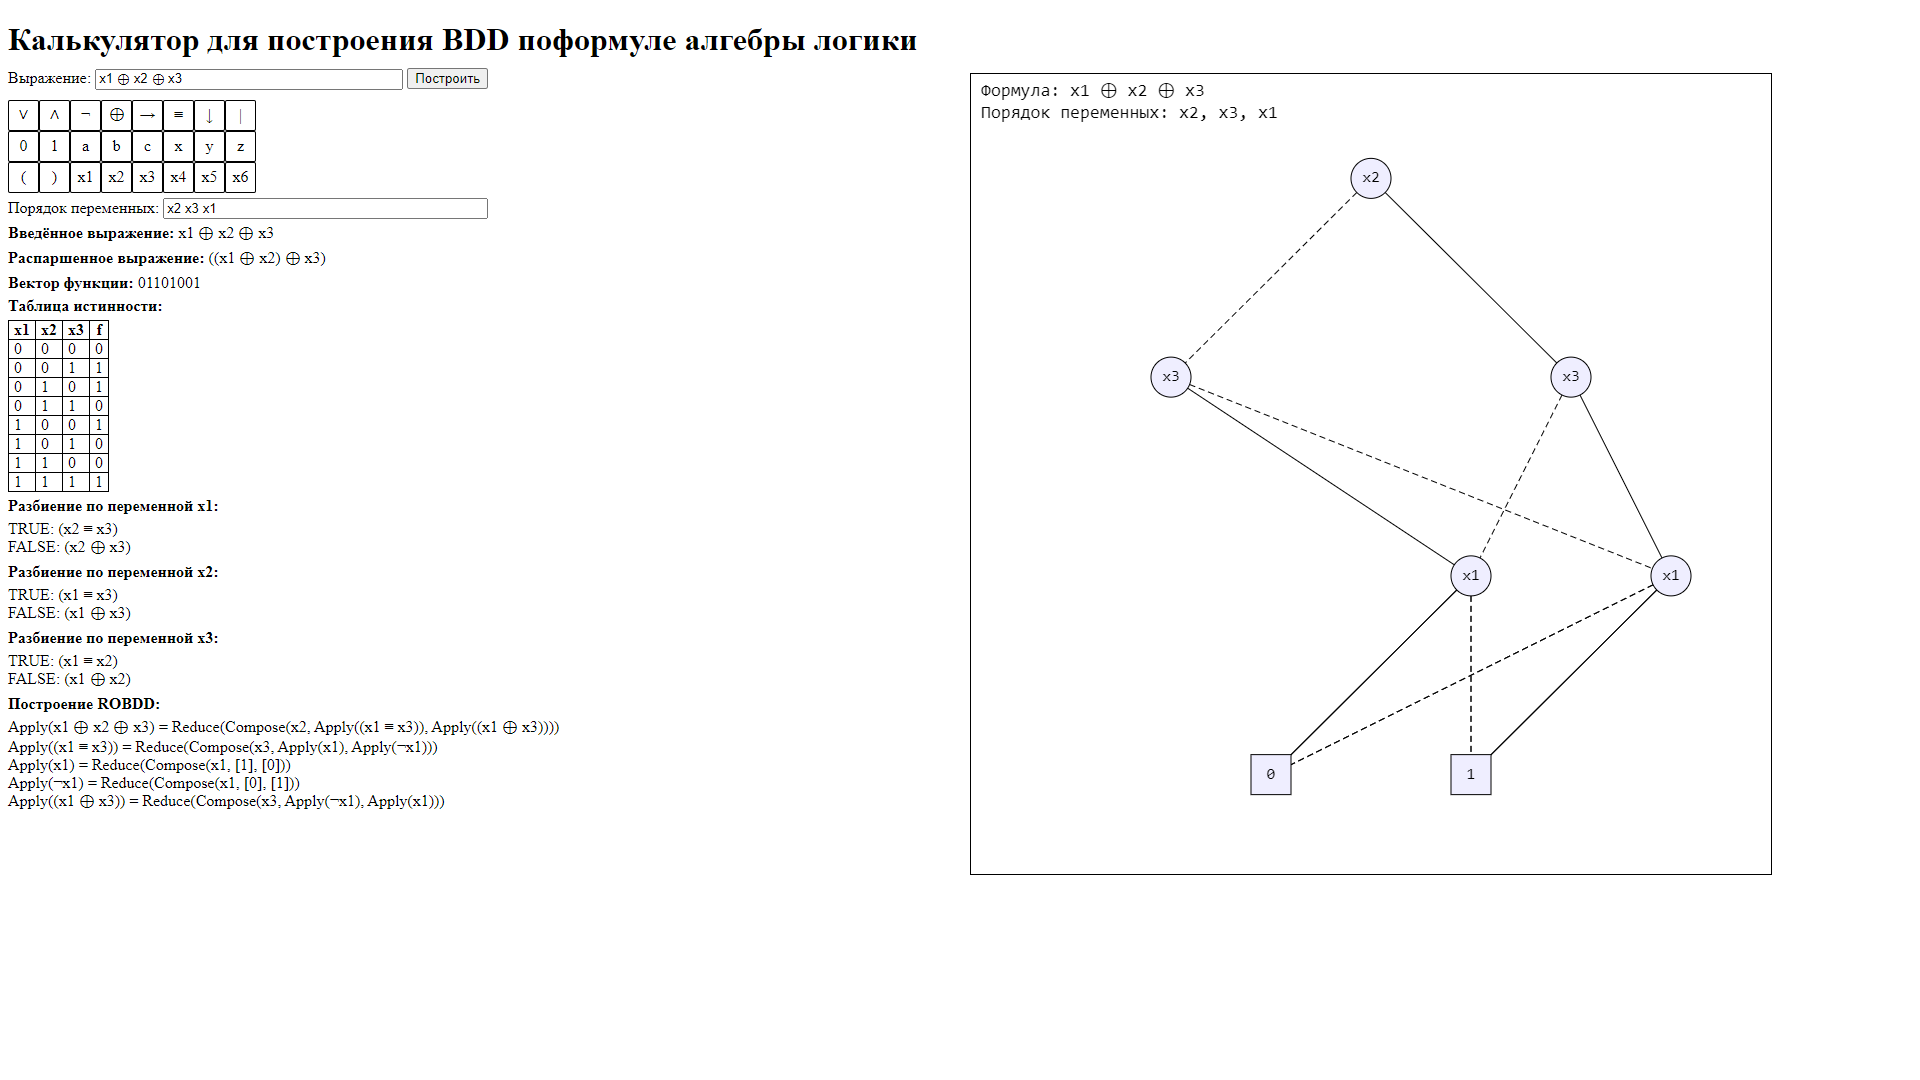 Калькулятор для построения BDD поформуле алгебры логики
Выражение: x1 ⊕ x2 ⊕ x3 Построить
∨ ∧ ¬ ⊕ → ≡ ↓ |
0 1 a b c x y z
( ) x1 x2 x3 x4 x5 x6
Порядок переменных: x2 x3 x1
Введённое выражение: x1 ⊕ x2 ⊕ x3
Распаршенное выражение: ((x1 ⊕ x2) ⊕ x3)
Вектор функции: 01101001
Таблица истинности:
x1 x2 x3 f
0 0 0 0
0 0 1 1
0 1 0 1
0 1 1 0
1 0 0 1
1 0 1 0
1 1 0 0
1 1 1 1
Разбиение по переменной x1:
TRUE: (x2 ≡ x3)
FALSE: (x2 ⊕ x3)
Разбиение по переменной x2:
TRUE: (x1 ≡ x3)
FALSE: (x1 ⊕ x3)
Разбиение по переменной x3:
TRUE: (x1 ≡ x2)
FALSE: (x1 ⊕ x2)
Построение ROBDD:
Apply(x1 ⊕ x2 ⊕ x3) = Reduce(Compose(x2, Apply((x1 ≡ x3)), Apply((x1 ⊕ x3))))
Apply((x1 ≡ x3)) = Reduce(Compose(x3, Apply(x1), Apply(¬x1)))
Apply(x1) = Reduce(Compose(x1, [1], [0]))
Apply(¬x1) = Reduce(Compose(x1, [0], [1]))
Apply((x1 ⊕ x3)) = Reduce(Compose(x3, Apply(¬x1), Apply(x1)))
Формула: x1 ⊕ x2 ⊕ x3
Порядок переменных: x2, x3, x1
x2
x3 x3
x1 x1
0 1